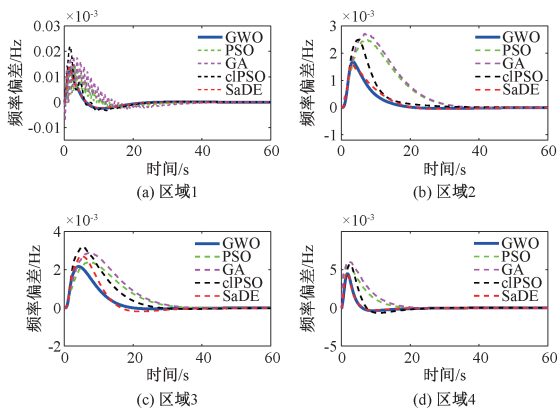 ×10⁻³
0.03
0.02
0.01
0
-0.01
频率偏差/Hz
GWO
PSO
GA
clPSO
SaDE
0 20 40 60
时间/s
(a) 区域1
×10⁻³
3
2
1
0
-1
频率偏差/Hz
GWO
PSO
GA
clPSO
SaDE
0 20 40 60
时间/s
(b) 区域2
×10⁻³
4
2
0
-2
频率偏差/Hz
GWO
PSO
GA
clPSO
SaDE
0 20 40 60
时间/s
(c) 区域3
×10⁻³
5
0
-5
频率偏差/Hz
GWO
PSO
GA
clPSO
SaDE
0 20 40 60
时间/s
(d) 区域4